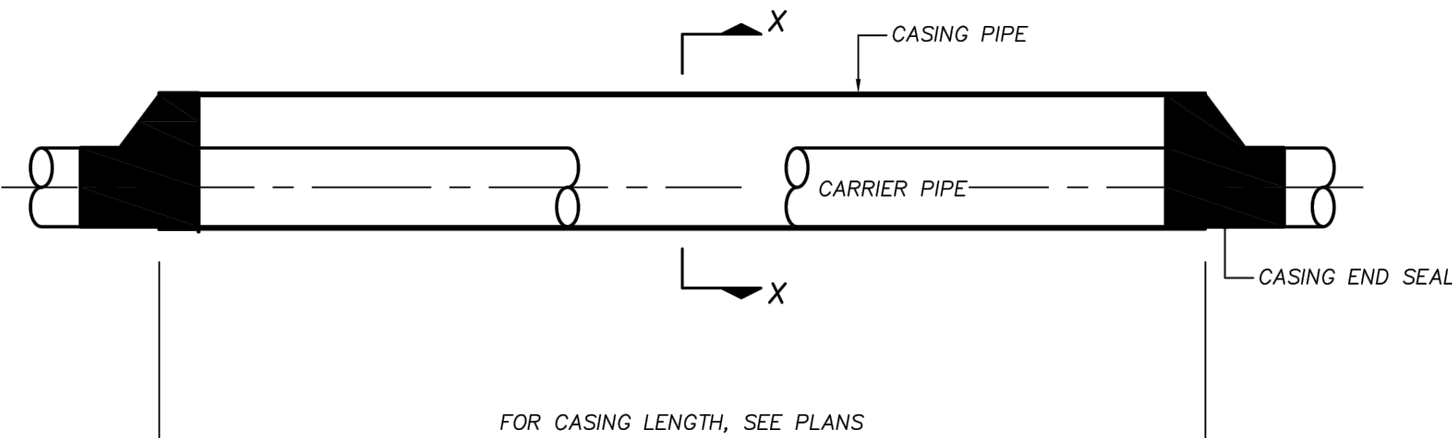 X
CASING PIPE
CARRIER PIPE
CASING END SEAL
X
FOR CASING LENGTH, SEE PLANS